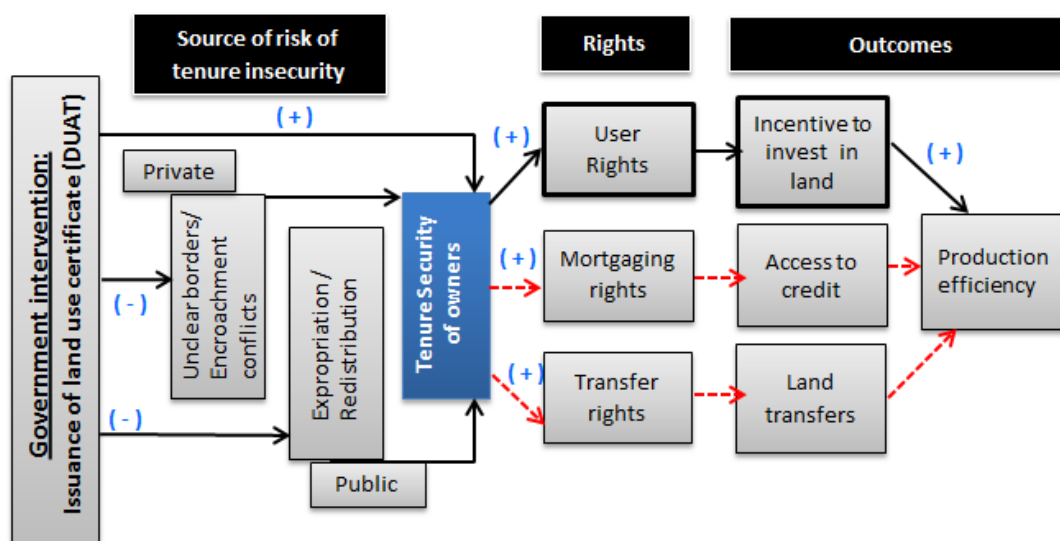 Source of risk of
tenure insecurity
Rights
Outcomes
Government intervention:
Issuance of land use certificate (DUAT)
(+)
Private
Unclear borders/
Encroachment
conflicts
(-)
Expropriation/
Redistribution
(-)
Public
Tenure Security
of owners
(+)
User
Rights
Incentive to
invest in
land
(+)
(+)
Mortgaging
rights
Access to
credit
Production
efficiency
(+)
Transfer
rights
Land
transfers